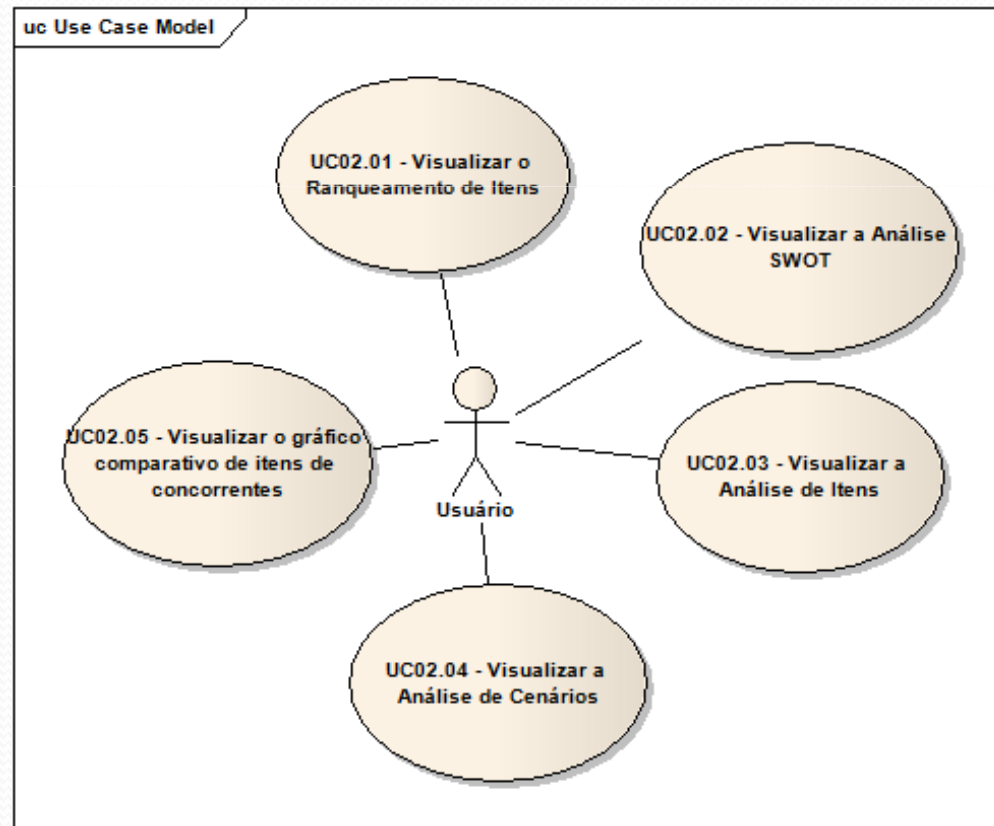 uc Use Case Model
UC02.01 - Visualizar o
Ranqueamento de Itens
UC02.02 - Visualizar a Análise
SWOT
UC02.05 - Visualizar o gráfico
comparativo de itens de
concorrentes
UC02.03 - Visualizar a
Análise de Itens
Usuário
UC02.04 - Visualizar a
Análise de Cenários